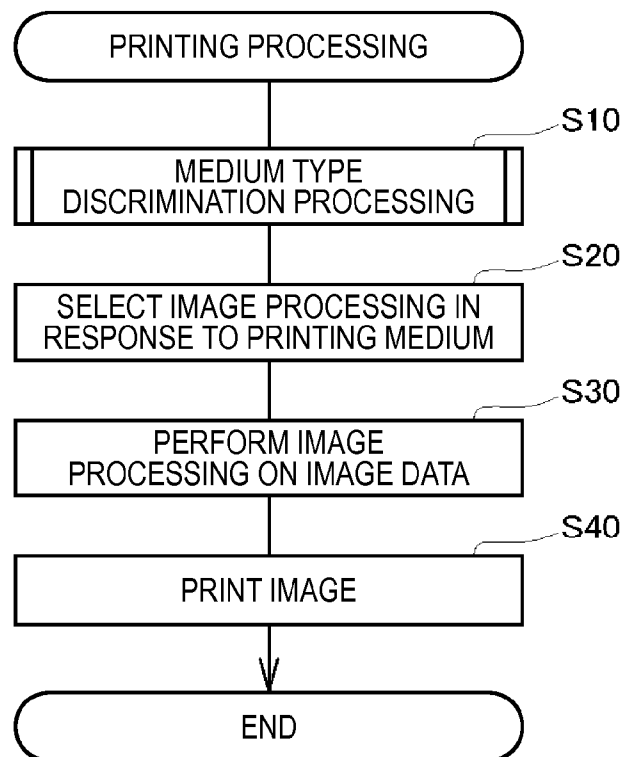 PRINTING PROCESSING
S10
MEDIUM TYPE
DISCRIMINATION PROCESSING
S20
SELECT IMAGE PROCESSING IN
RESPONSE TO PRINTING MEDIUM
S30
PERFORM IMAGE
PROCESSING ON IMAGE DATA
S40
PRINT IMAGE
END